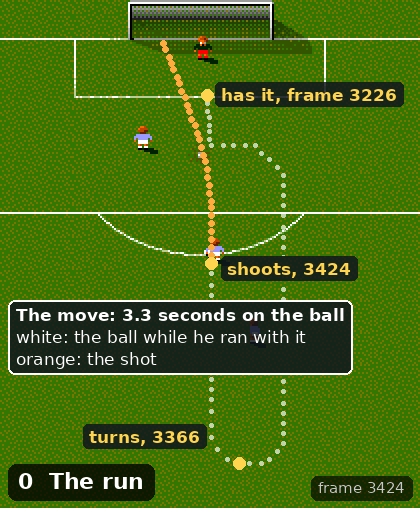 has it, frame 3226
shoots, 3424
The move: 3.3 seconds on the ball
white: the ball while he ran with it
orange: the shot
turns, 3366
0 The run
frame 3424